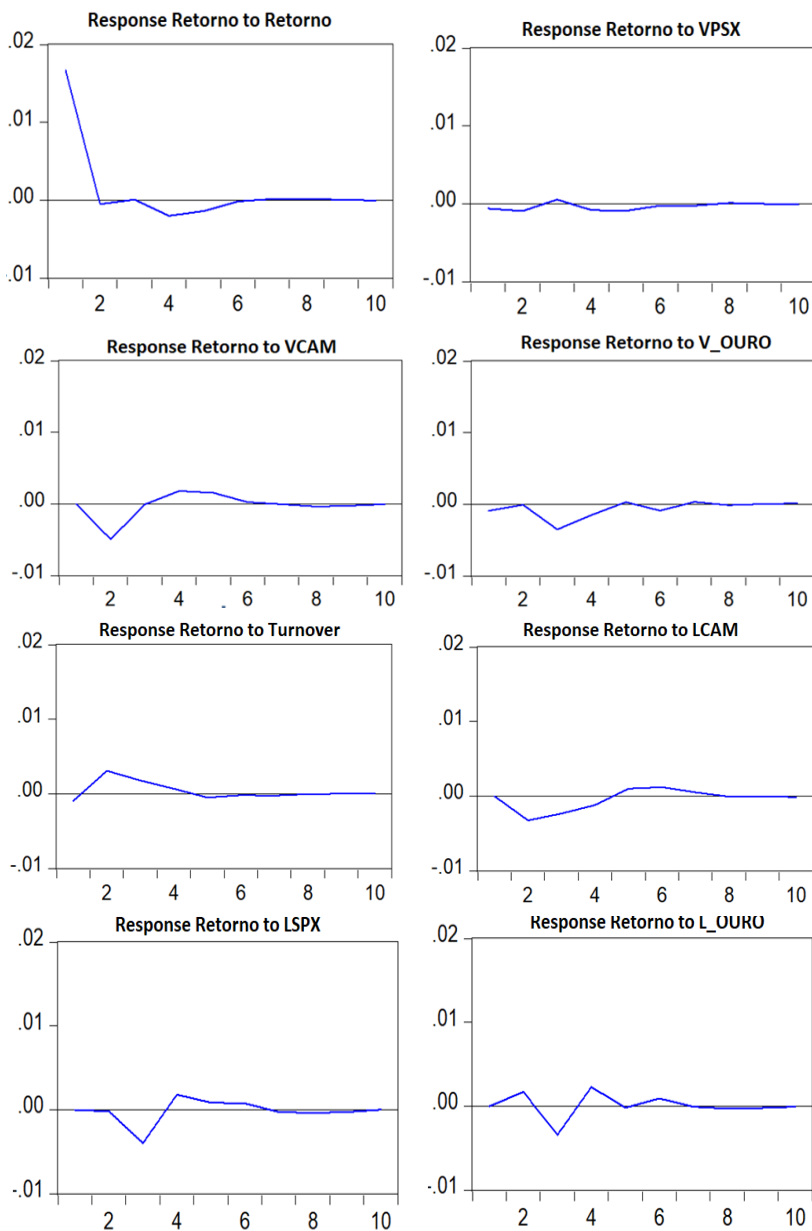 Response Retorno to Retorno
.02
.01
.00
-.01
2 4 6 8 10
Response Retorno to VPSX
.02
.01
.00
-.01
2 4 6 8 10
Response Retorno to VCAM
.02
.01
.00
-.01
2 4 6 8 10
Response Retorno to V_OURO
.02
.01
.00
-.01
2 4 6 8 10
Response Retorno to Turnover
.02
.01
.00
-.01
2 4 6 8 10
Response Retorno to LCAM
.02
.01
.00
-.01
2 4 6 8 10
Response Retorno to LSPX
.02
.01
.00
-.01
2 4 6 8 10
Response Retorno to L_OURO
.02
.01
.00
-.01
2 4 6 8 10